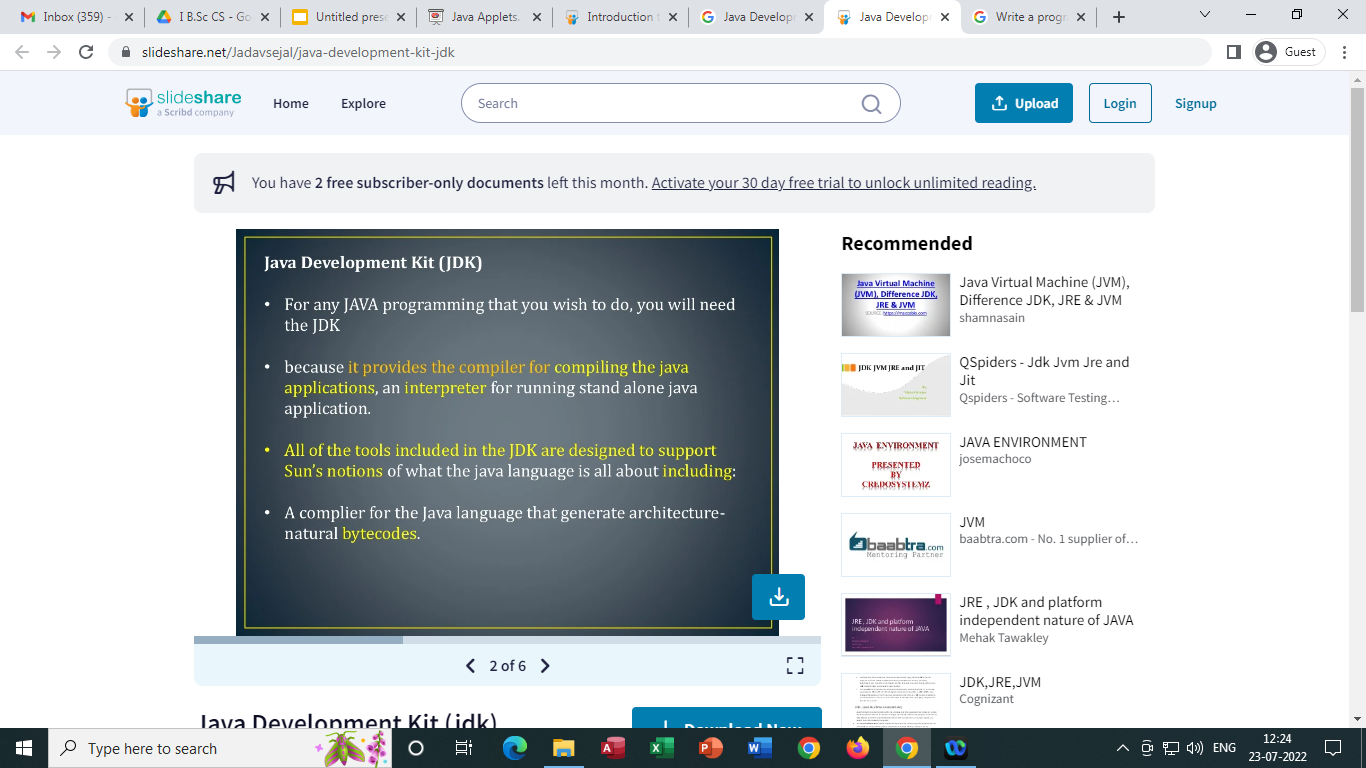 Inbox (359) -
I B.Sc CS - Go
Untitled prese
Java Applets.
Introduction t
Java Develop
Java Develop
Write a progr
slideshare.net/Jadavsejal/java-development-kit-jdk
Guest
slideshare
a Scribd company
Home
Explore
Search
Upload
Login
Signup
You have 2 free subscriber-only documents left this month. Activate your 30 day free trial to unlock unlimited reading.
Java Development Kit (JDK)
• For any JAVA programming that you wish to do, you will need
the JDK
• because it provides the compiler for compiling the java
applications, an interpreter for running stand alone java
application.
• All of the tools included in the JDK are designed to support
Sun's notions of what the java language is all about including:
• A complier for the Java language that generate architecture-
natural bytecodes.
2 of 6
Java Development Kit (jdk)
Download Now
Recommended
Java Virtual Machine
(JVM), Difference JDK,
JRE & JVM
Java Virtual Machine (JVM),
Difference JDK, JRE & JVM
shamnasain
JDK JVM JRE and JIT
QSpiders - Jdk Jvm Jre and
Jit
Qspiders - Software Testing…
JAVA ENVIRONMENT
PRESENTED
BY
CREDOSYSTEMZ
JAVA ENVIRONMENT
josemachoco
baabtra.com
Mentoring Partner
JVM
baabtra.com - No. 1 supplier of…
JRE , JDK and platform
independent nature of JAVA
JRE , JDK and platform
independent nature of JAVA
Mehak Tawakley
JDK,JRE,JVM
Cognizant
Type here to search
ENG
12:24
23-07-2022